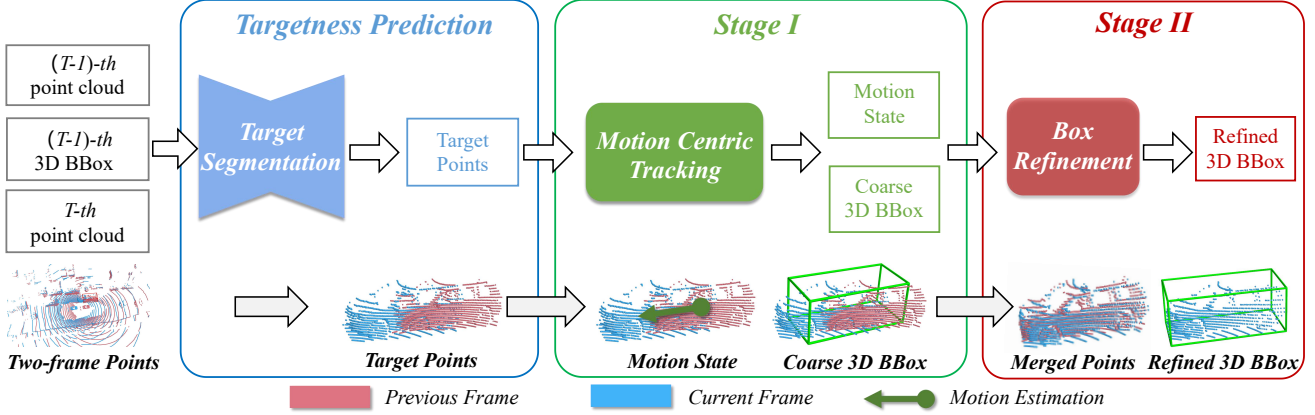 Targetness Prediction
Stage I
Stage II
(T-1)-th
point cloud
(T-1)-th
3D BBox
T-th
point cloud
Target
Segmentation
Target
Points
Motion Centric
Tracking
Motion
State
Coarse
3D BBox
Box
Refinement
Refined
3D BBox
Two-frame Points
Target Points
Motion State
Coarse 3D BBox
Merged Points
Refined 3D BBox
Previous Frame
Current Frame
Motion Estimation